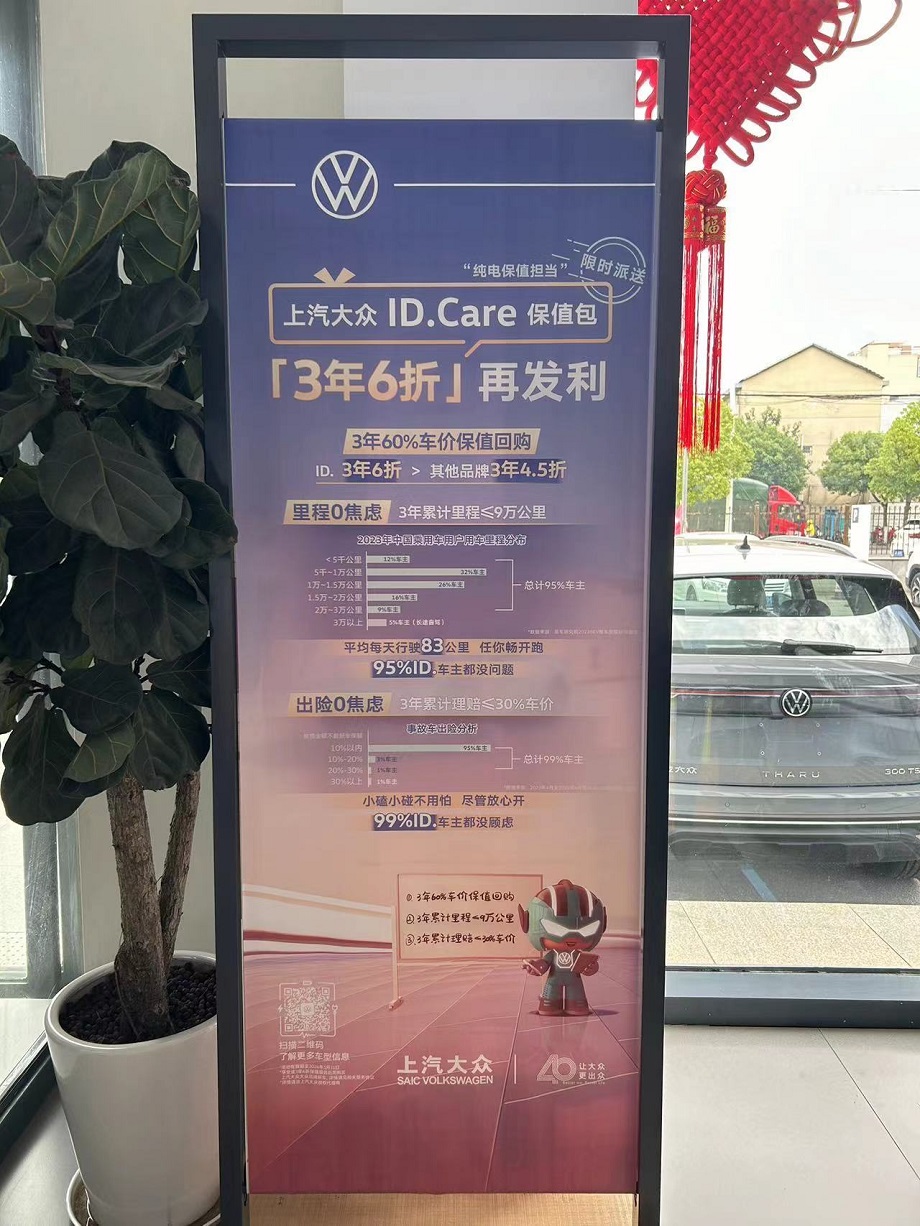 “纯电保值担当”
限时派送
上汽大众 ID.Care 保值包
「3年6折」再发利
3年60%车价保值回购
ID. 3年6折 > 其他品牌3年4.5折
里程0焦虑 3年累计里程≤9万公里
2023年中国乘用车用户用车里程分布
<5千公里 12%车主
5千~1万公里 32%车主
1万~1.5万公里 26%车主
1.5万~2万公里 16%车主
2万~3万公里 9%车主
总计95%车主
3万以上 5%车主（长途自驾）
平均每天行驶83公里 任你畅开跑
95%ID.车主都没问题
出险0焦虑 3年累计理赔≤30%车价
事故车出险分析
10%以内 95%车主
10%~20% 3%车主
20%~30% 1%车主
总计99%车主
30%以上 1%车主
小磕小碰不用怕 尽管放心开
99%ID.车主都没顾虑
① 3年60%车价保值回购
② 3年累计里程≤9万公里
③ 3年累计理赔≤30%车价
扫描二维码
了解更多车型信息
上汽大众
SAIC VOLKSWAGEN
40 让大众
更出众
福
大众 THARU 300 TS